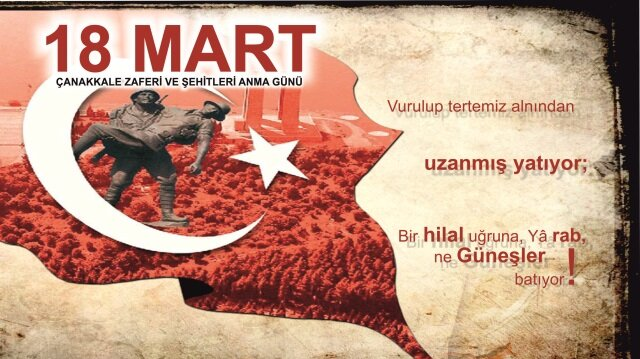 18 MART
ÇANAKKALE ZAFERİ VE ŞEHİTLERİ ANMA GÜNÜ
Vurulup tertemiz alnından
uzanmış yatıyor;
Bir hilal uğruna, Yâ rab,
ne Güneşler
batıyor!